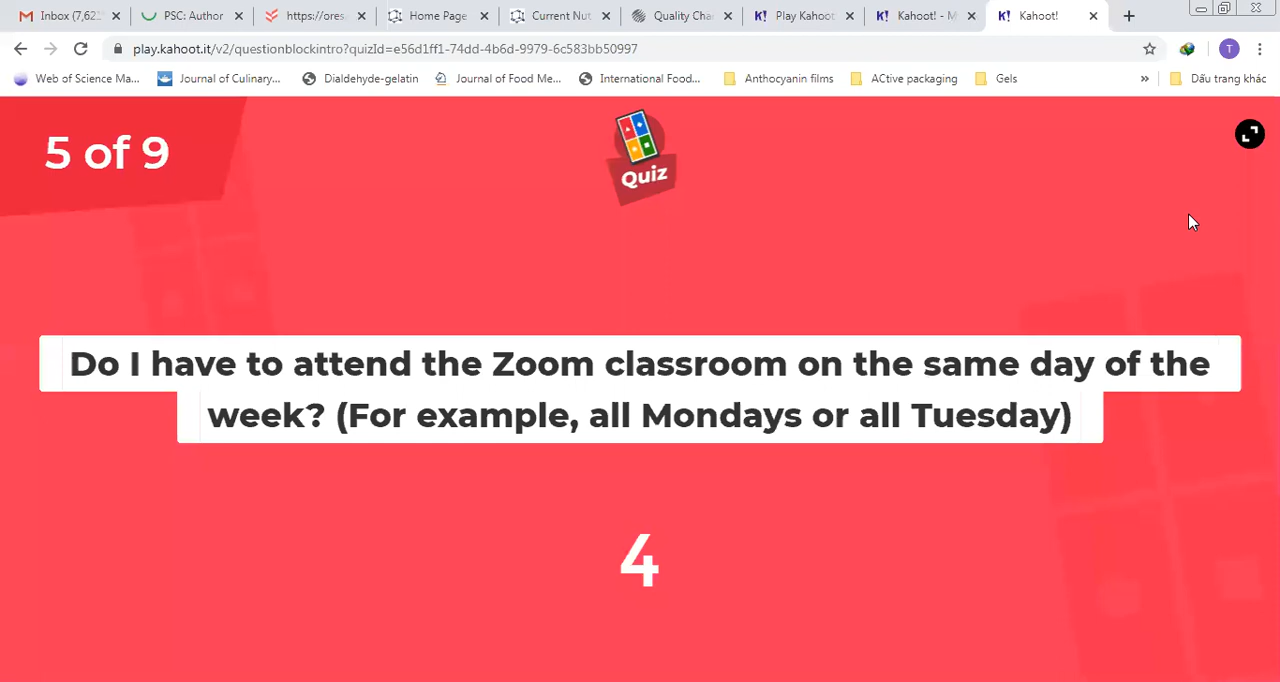 Inbox (7,62
PSC: Author
https://ores
Home Page
Current Nut
Quality Cha
Play Kahoot
Kahoot! - M
Kahoot!
play.kahoot.it/v2/questionblockintro?quizId=e56d1ff1-74dd-4b6d-9979-6c583bb50997
T
Web of Science Ma...
Journal of Culinary...
Dialdehyde-gelatin
Journal of Food Me...
International Food...
Anthocyanin films
ACtive packaging
Gels
»
Dấu trang khác
5 of 9
Quiz
Do I have to attend the Zoom classroom on the same day of the
week? (For example, all Mondays or all Tuesday)
4